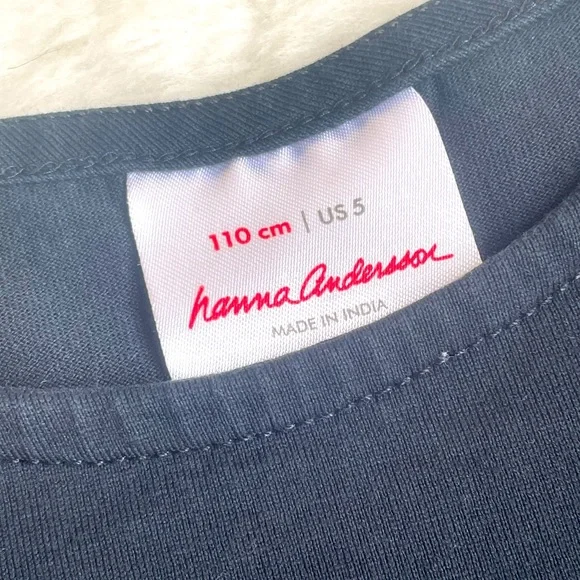 110 cm | US 5
hanna Andersson
MADE IN INDIA